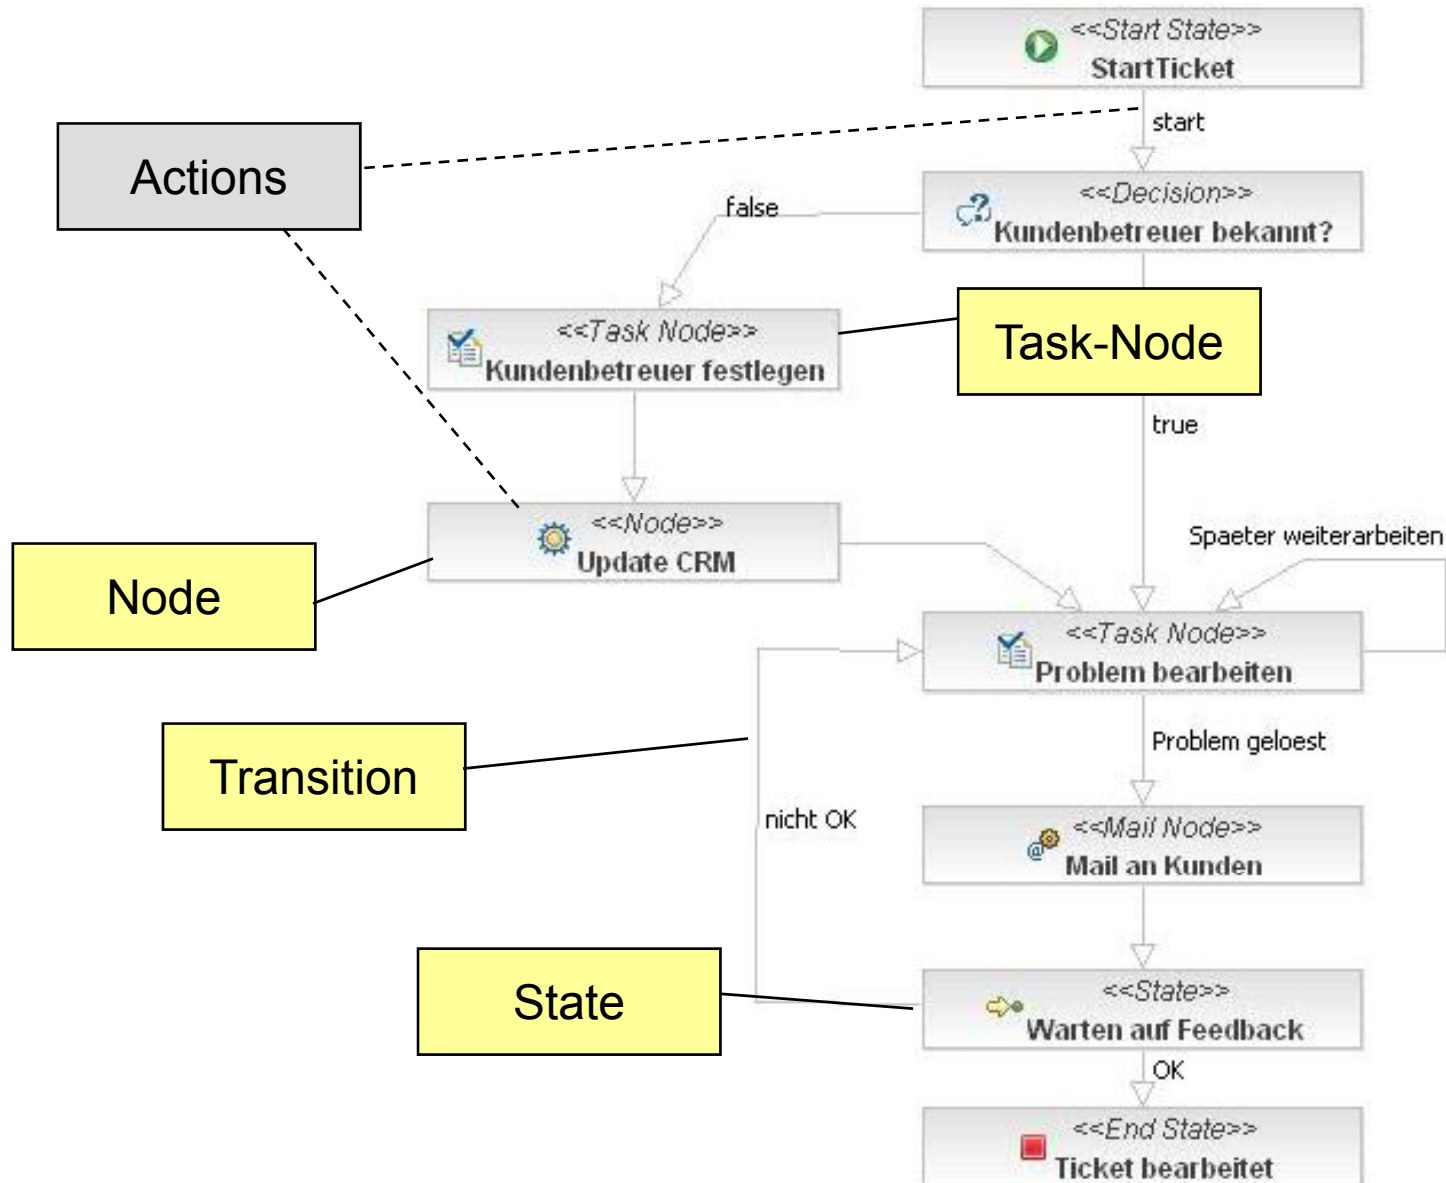 <<Start State>>
StartTicket
start
Actions
<<Decision>>
Kundenbetreuer bekannt?
false
<<Task Node>>
Kundenbetreuer festlegen
Task-Node
true
<<Node>>
Update CRM
Spaeter weiterarbeiten
Node
<<Task Node>>
Problem bearbeiten
Transition
Problem geloest
nicht OK
<<Mail Node>>
Mail an Kunden
State
<<State>>
Warten auf Feedback
OK
<<End State>>
Ticket bearbeitet